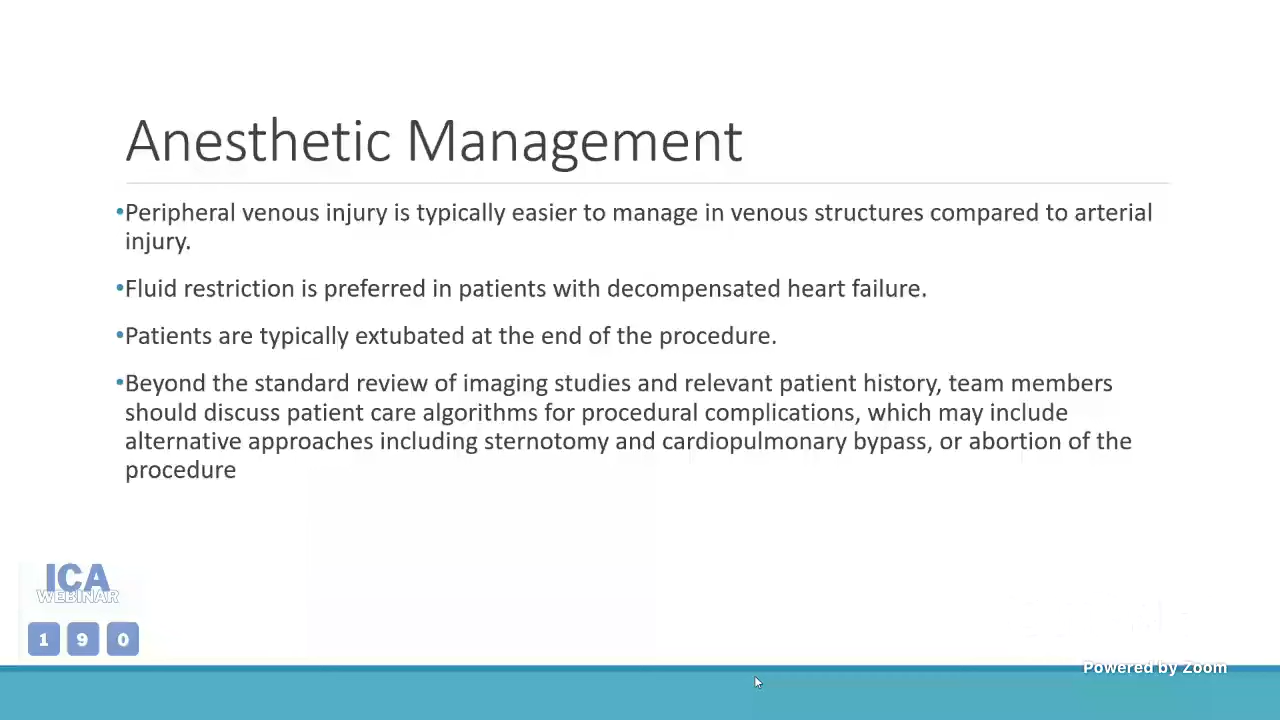 Anesthetic Management
•Peripheral venous injury is typically easier to manage in venous structures compared to arterial
injury.
•Fluid restriction is preferred in patients with decompensated heart failure.
•Patients are typically extubated at the end of the procedure.
•Beyond the standard review of imaging studies and relevant patient history, team members
should discuss patient care algorithms for procedural complications, which may include
alternative approaches including sternotomy and cardiopulmonary bypass, or abortion of the
procedure
ICA
WEBINAR
1 9 0
Powered by Zoom